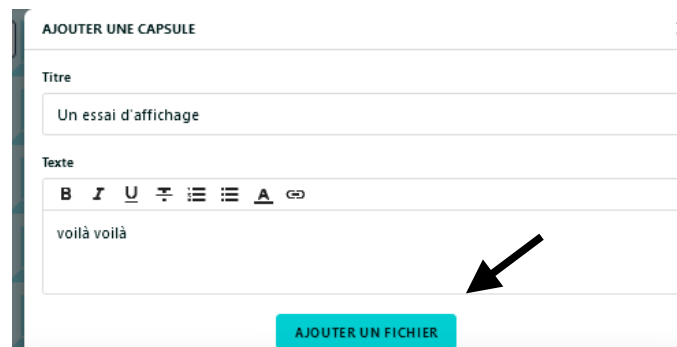 AJOUTER UNE CAPSULE
Titre
Un essai d'affichage
Texte
B I U T A
voilà voilà
AJOUTER UN FICHIER